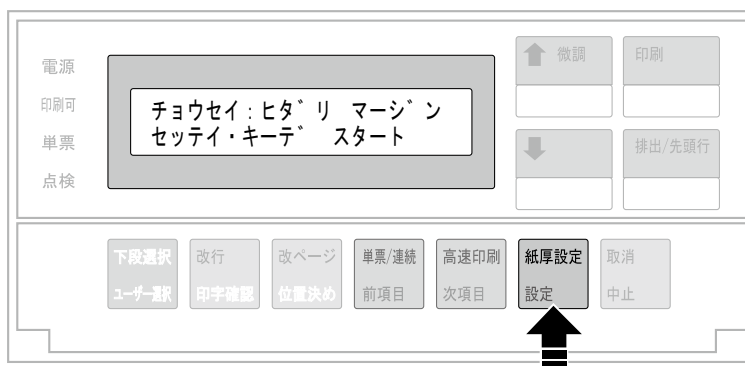 電源
印刷可
単票
点検
チョウセイ:ヒダリ マージン
セッテイ・キーデ スタート
微調
印刷
排出/先頭行
下段選択
ユーザー選択
改行
印字確認
改ページ
位置決め
単票/連続
前項目
高速印刷
次項目
紙厚設定
設定
取消
中止